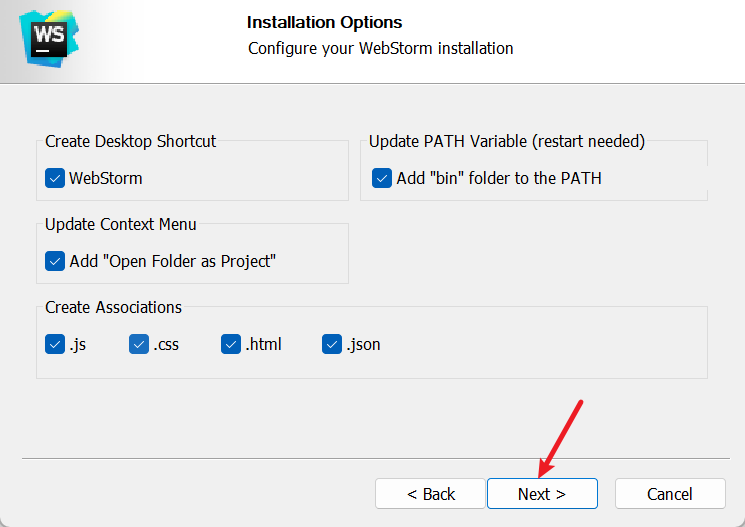 WS
Installation Options
Configure your WebStorm installation
Create Desktop Shortcut
WebStorm
Update PATH Variable (restart needed)
Add "bin" folder to the PATH
Update Context Menu
Add "Open Folder as Project"
Create Associations
.js .css .html .json
< Back Next > Cancel